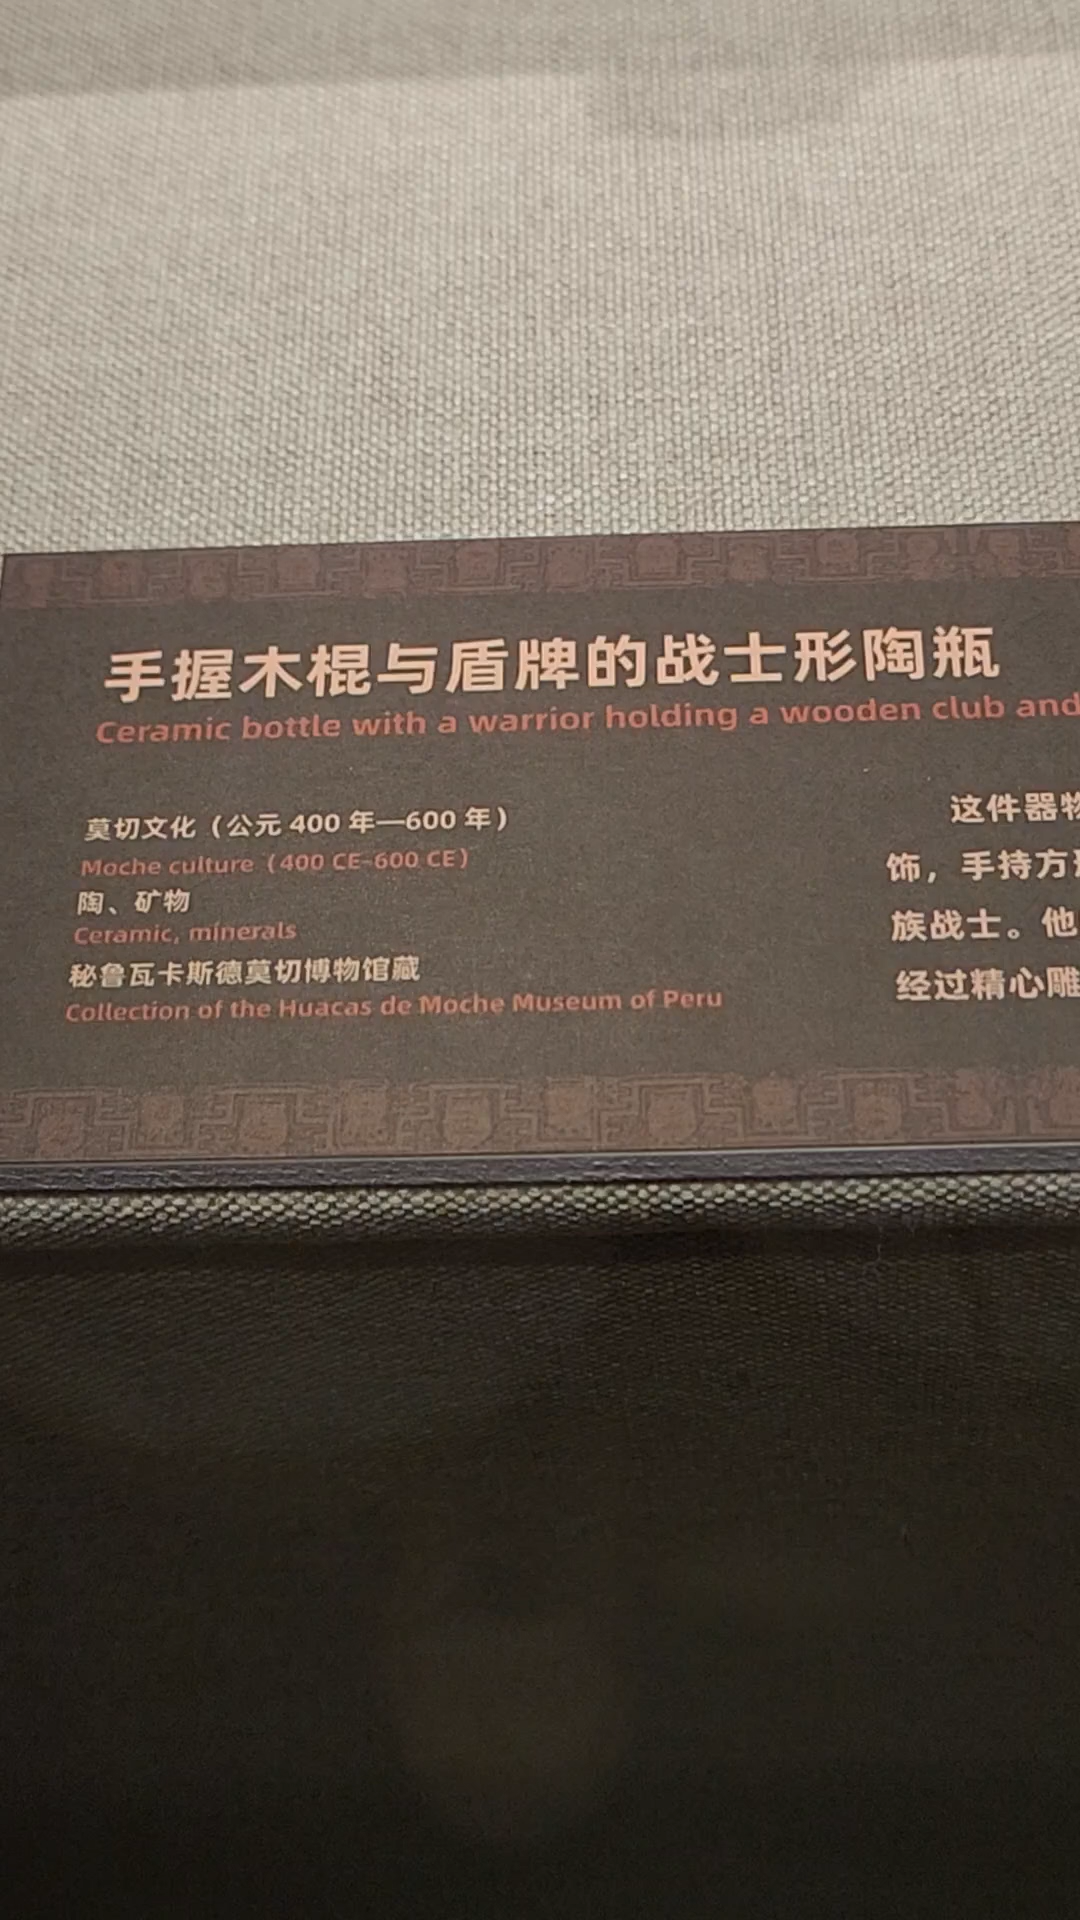 手握木棍与盾牌的战士形陶瓶
Ceramic bottle with a warrior holding a wooden club and
莫切文化（公元 400 年—600 年）
Moche culture（400 CE-600 CE）
陶、矿物
Ceramic, minerals
秘鲁瓦卡斯德莫切博物馆藏
Collection of the Huacas de Moche Museum of Peru
这件器物
饰，手持方形
族战士。他
经过精心雕